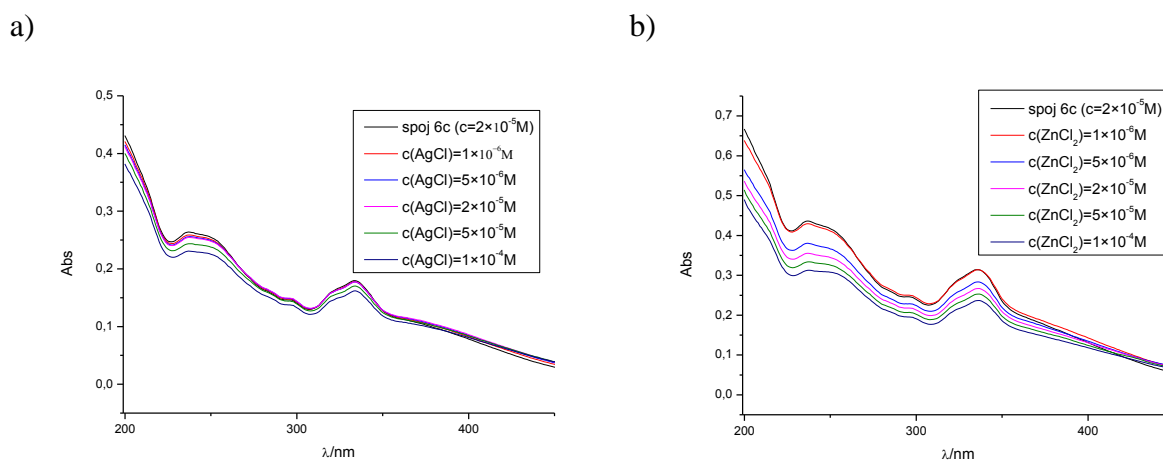 a)
0,5
0,4
0,3
0,2
0,1
0,0
Abs
200
300
400
λ/nm
spoj 6c (c=2×10⁻⁵M)
c(AgCl)=1×10⁻⁶M
c(AgCl)=5×10⁻⁶M
c(AgCl)=2×10⁻⁵M
c(AgCl)=5×10⁻⁵M
c(AgCl)=1×10⁻⁴M
b)
0,7
0,6
0,5
0,4
0,3
0,2
0,1
0,0
Abs
200
300
400
λ/nm
spoj 6c (c=2×10⁻⁵M)
c(ZnCl₂)=1×10⁻⁶M
c(ZnCl₂)=5×10⁻⁶M
c(ZnCl₂)=2×10⁻⁵M
c(ZnCl₂)=5×10⁻⁵M
c(ZnCl₂)=1×10⁻⁴M